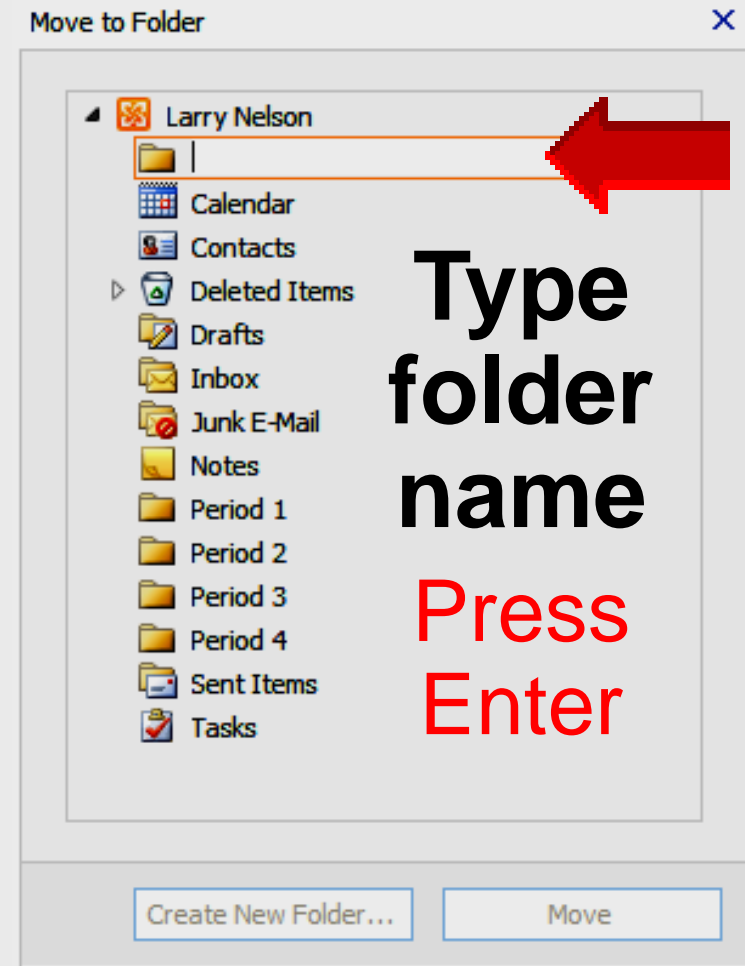 Move to Folder
Larry Nelson
Calendar
Contacts
Deleted Items
Drafts
Inbox
Junk E-Mail
Notes
Period 1
Period 2
Period 3
Period 4
Sent Items
Tasks
Type
folder
name
Press
Enter
Create New Folder...
Move